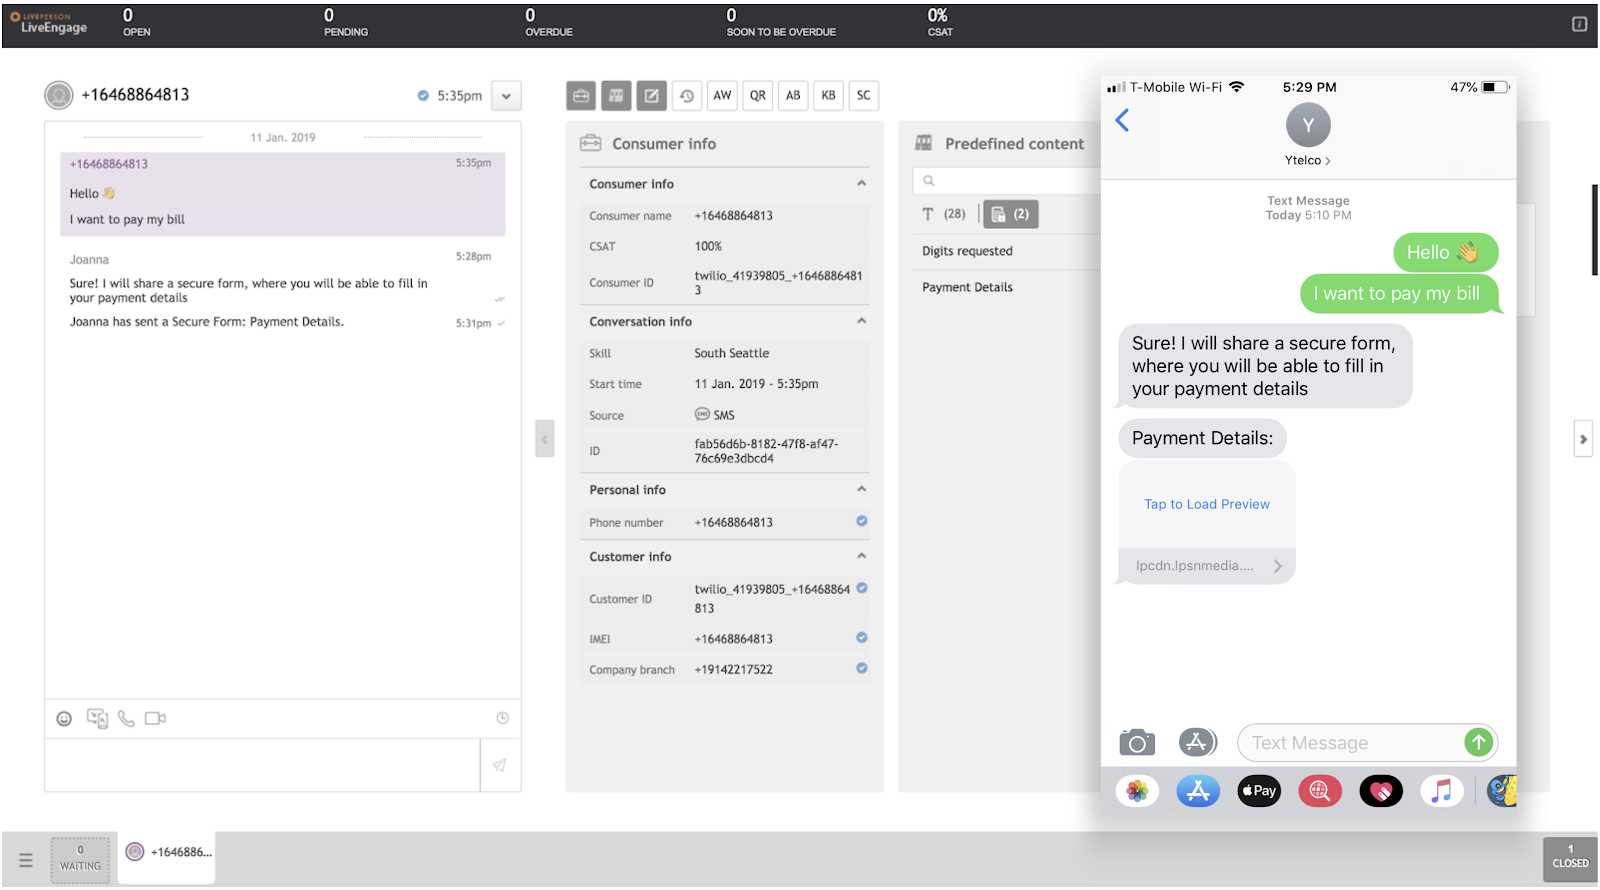 LIVEPERSON
LiveEngage
0
OPEN
0
PENDING
0
OVERDUE
0
SOON TO BE OVERDUE
0%
CSAT
+16468864813
5:35pm
11 Jan. 2019
+16468864813 5:35pm
Hello 👋
I want to pay my bill
Joanna 5:28pm
Sure! I will share a secure form, where you will be able to fill in
your payment details
Joanna has sent a Secure Form: Payment Details. 5:31pm
AW QR AB KB SC
Consumer info
Consumer info
Consumer name +16468864813
CSAT 100%
Consumer ID twilio_41939805_+1646886481
3
Conversation info
Skill South Seattle
Start time 11 Jan. 2019 - 5:35pm
Source SMS
ID fab56d6b-8182-47f8-af47-
76c69e3dbcd4
Personal info
Phone number +16468864813
Customer info
Customer ID twilio_41939805_+16468864
813
IMEI +16468864813
Company branch +19142217522
Predefined content
T (28) (2)
Digits requested
Payment Details
T-Mobile Wi-Fi 5:29 PM 47%
Y
Ytelco >
Text Message
Today 5:10 PM
Hello 👋
I want to pay my bill
Sure! I will share a secure form,
where you will be able to fill in
your payment details
Payment Details:
Tap to Load Preview
lpcdn.lpsnmedia....
Text Message
Pay
0
WAITING
+1646886...
1
CLOSED